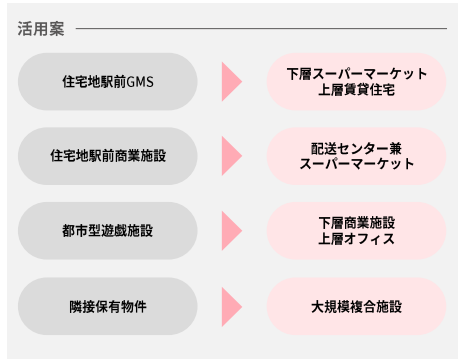 活用案
住宅地駅前GMS
下層スーパーマーケット
上層賃貸住宅
住宅地駅前商業施設
配送センター兼
スーパーマーケット
都市型遊戯施設
下層商業施設
上層オフィス
隣接保有物件
大規模複合施設